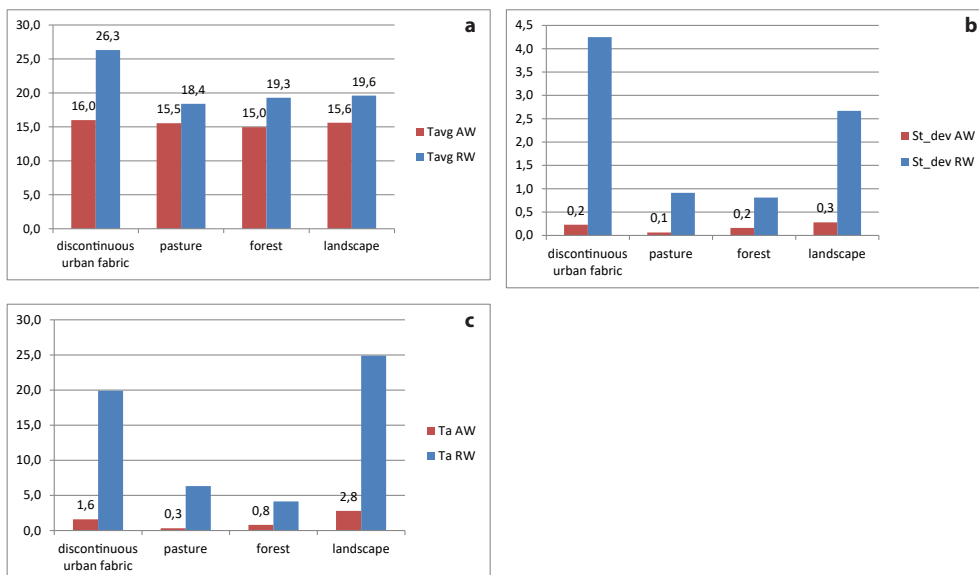 a
30,0
25,0
20,0
15,0
10,0
5,0
0,0
26,3
16,0
15,5
18,4
15,0
19,3
15,6
19,6
discontinuous
urban fabric
pasture
forest
landscape
Tavg AW
Tavg RW
b
4,5
4,0
3,5
3,0
2,5
2,0
1,5
1,0
0,5
0,0
0,2
0,1
0,2
0,3
discontinuous
urban fabric
pasture
forest
landscape
St_dev AW
St_dev RW
c
30,0
25,0
20,0
15,0
10,0
5,0
0,0
1,6
0,3
0,8
2,8
discontinuous
urban fabric
pasture
forest
landscape
Ta AW
Ta RW